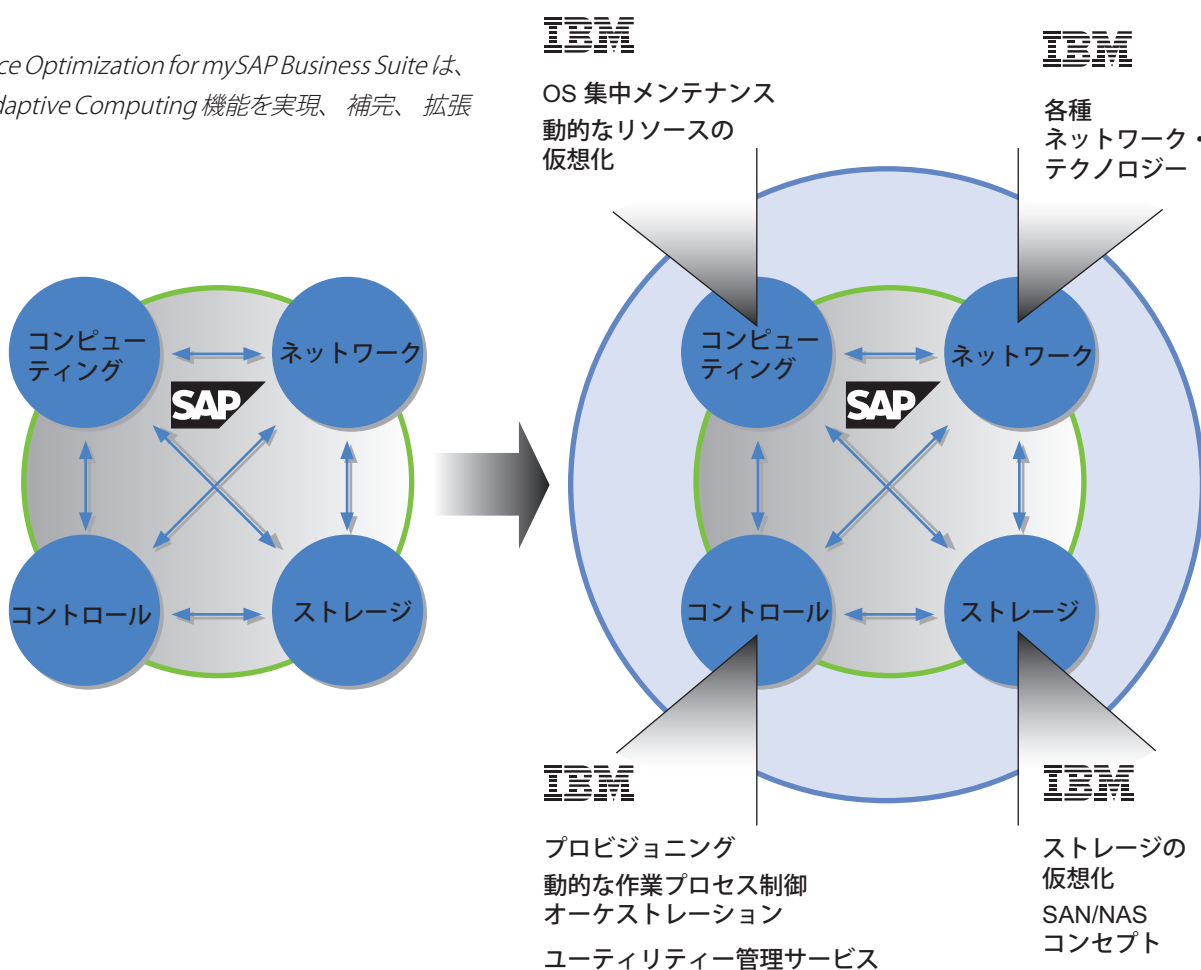 ce Optimization for mySAP Business Suite は、
daptive Computing 機能を実現、 補完、 拡張
IBM
OS 集中メンテナンス
動的なリソースの
仮想化
IBM
各種
ネットワーク・
テクノロジー
コンピュー
ティング
ネットワーク
SAP
コントロール
ストレージ
コンピュー
ティング
ネットワーク
SAP
コントロール
ストレージ
IBM
プロビジョニング
動的な作業プロセス制御
オーケストレーション
ユーティリティー管理サービス
IBM
ストレージの
仮想化
SAN/NAS
コンセプト